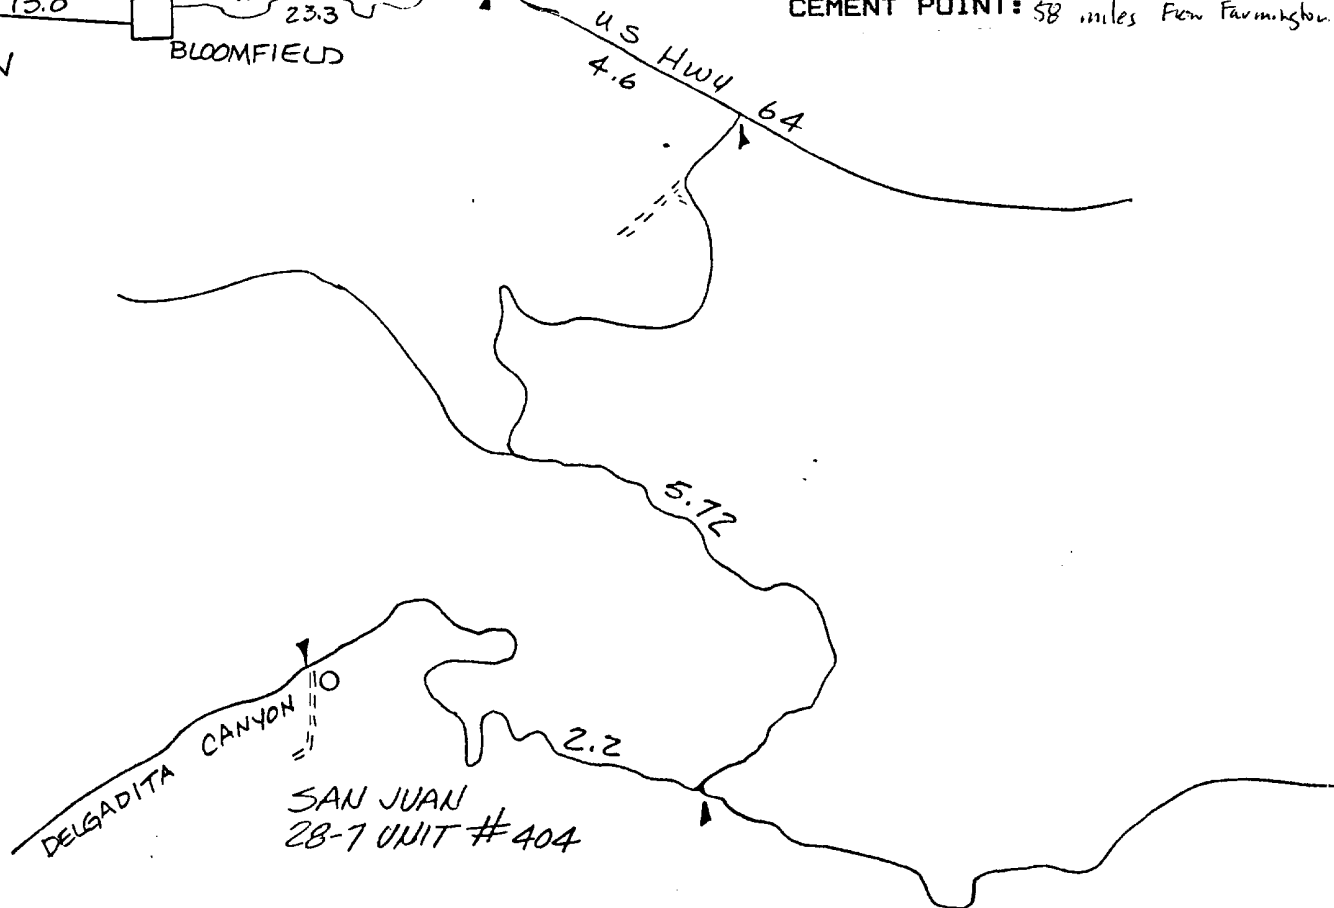 13.0
23.3
CEMENT POINT: 58 miles From Farmington.
BLOOMFIELD
US Hwy 64
4.6
5.72
2.2
DELGADITA CANYON
SAN JUAN
28-7 UNIT #404